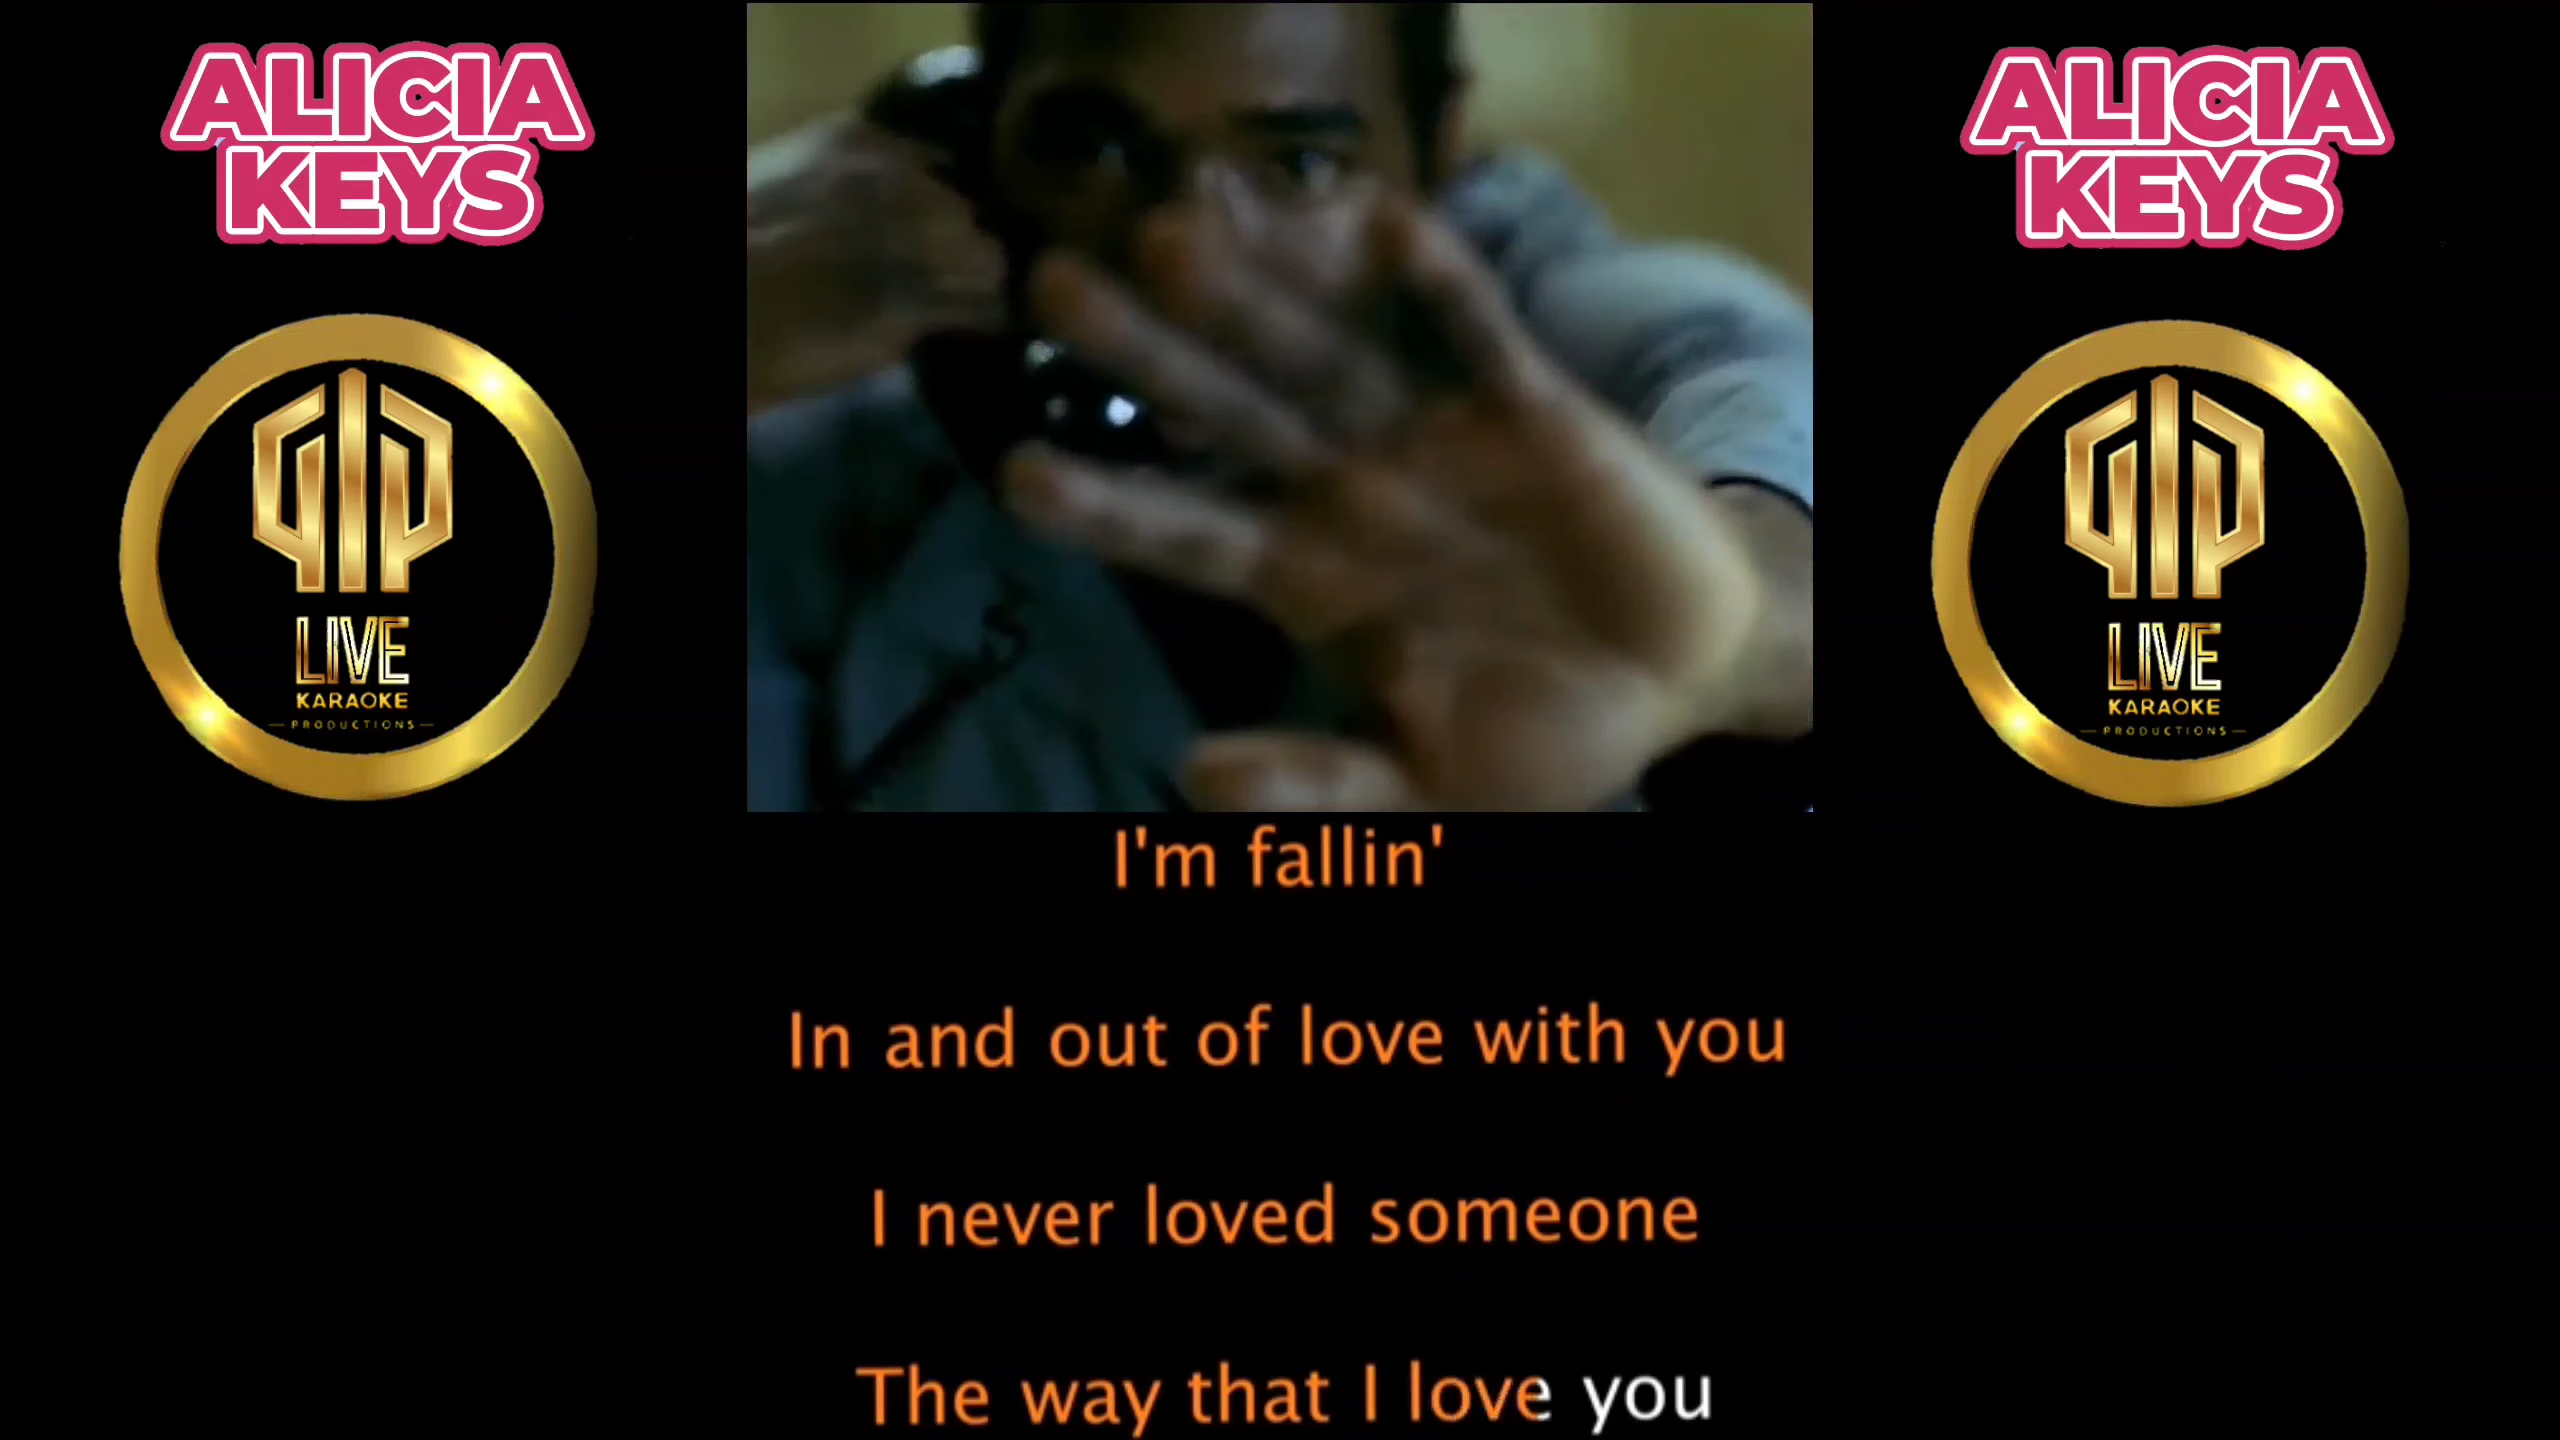 ALICIA
KEYS
LIVE
KARAOKE
PRODUCTIONS
ALICIA
KEYS
LIVE
KARAOKE
PRODUCTIONS
I'm fallin'
In and out of love with you
I never loved someone
The way that I love you